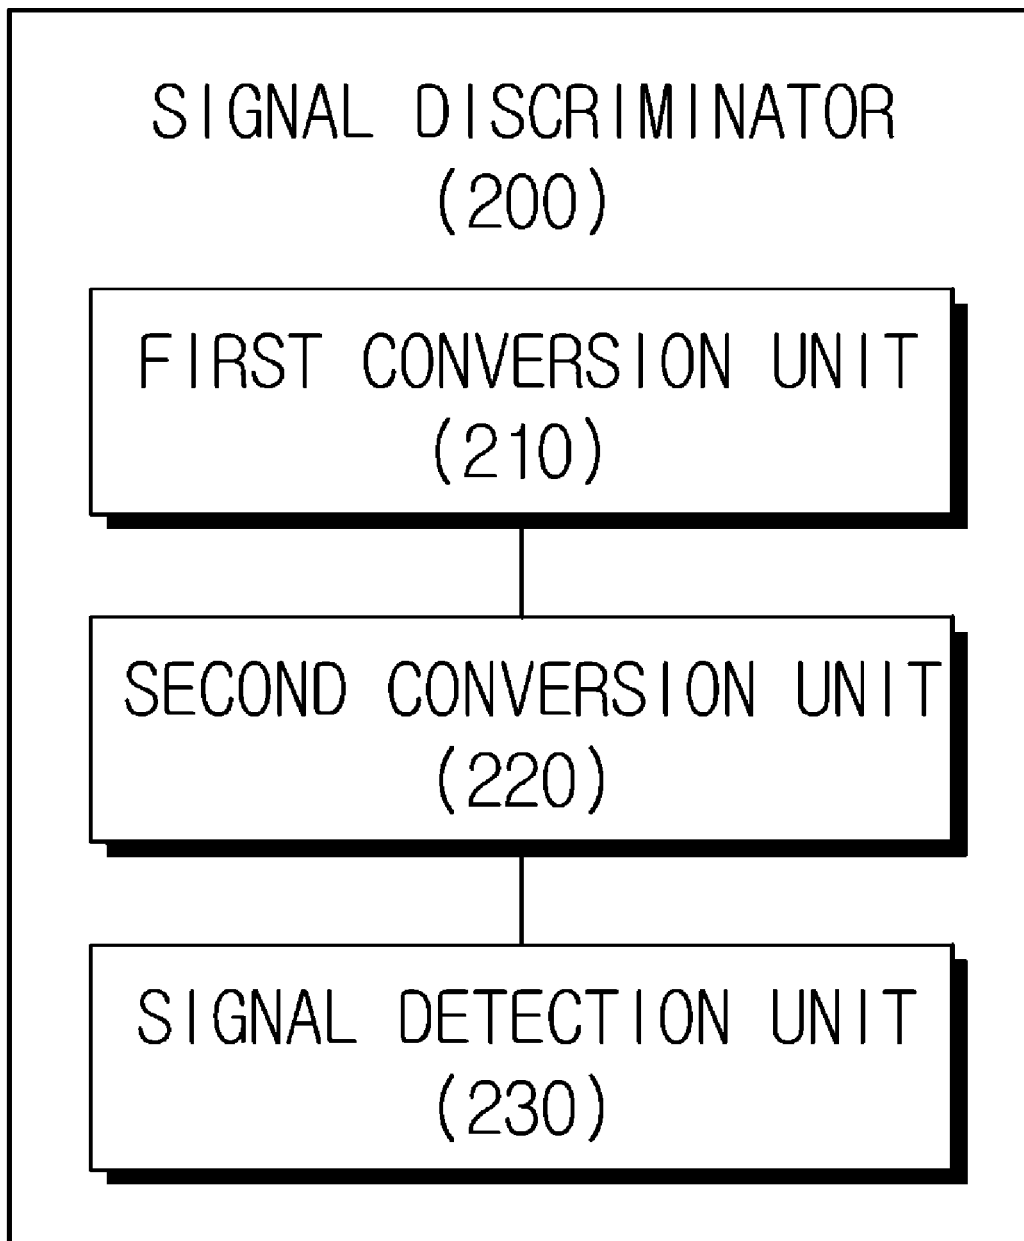 SIGNAL DISCRIMINATOR
(200)
FIRST CONVERSION UNIT
(210)
SECOND CONVERSION UNIT
(220)
SIGNAL DETECTION UNIT
(230)